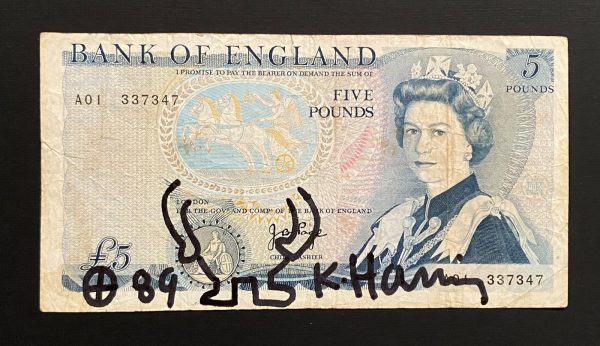 BANK OF ENGLAND
I PROMISE TO PAY THE BEARER ON DEMAND THE SUM OF
5
POUNDS
A01 337347
FIVE
POUNDS
LONDON
FOR THE GOVR AND COMPA OF THE BANK OF ENGLAND
CHIEF CASHIER
£5
A01 337347
89 K. Haring